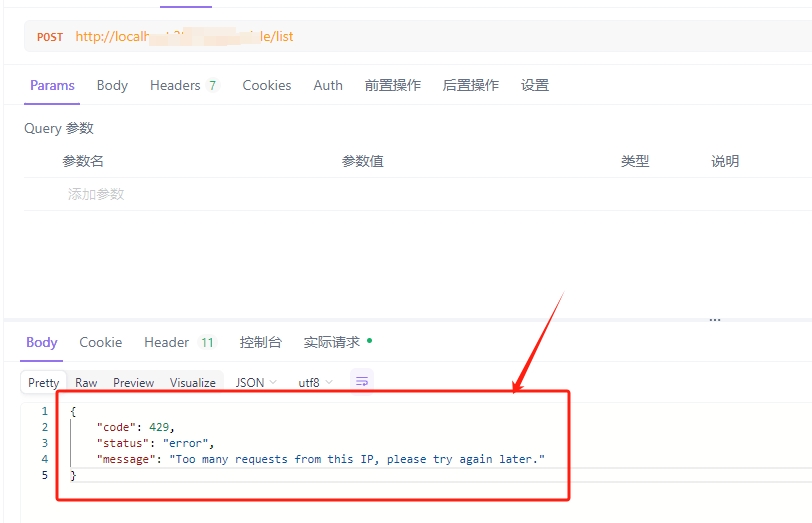 POST http://local le/list
Params Body Headers 7 Cookies Auth 前置操作 后置操作 设置
Query 参数
参数名 参数值 类型 说明
添加参数
...
Body Cookie Header 11 控制台 实际请求
Pretty Raw Preview Visualize JSON utf8
1 {
2 "code": 429,
3 "status": "error",
4 "message": "Too many requests from this IP, please try again later."
5 }